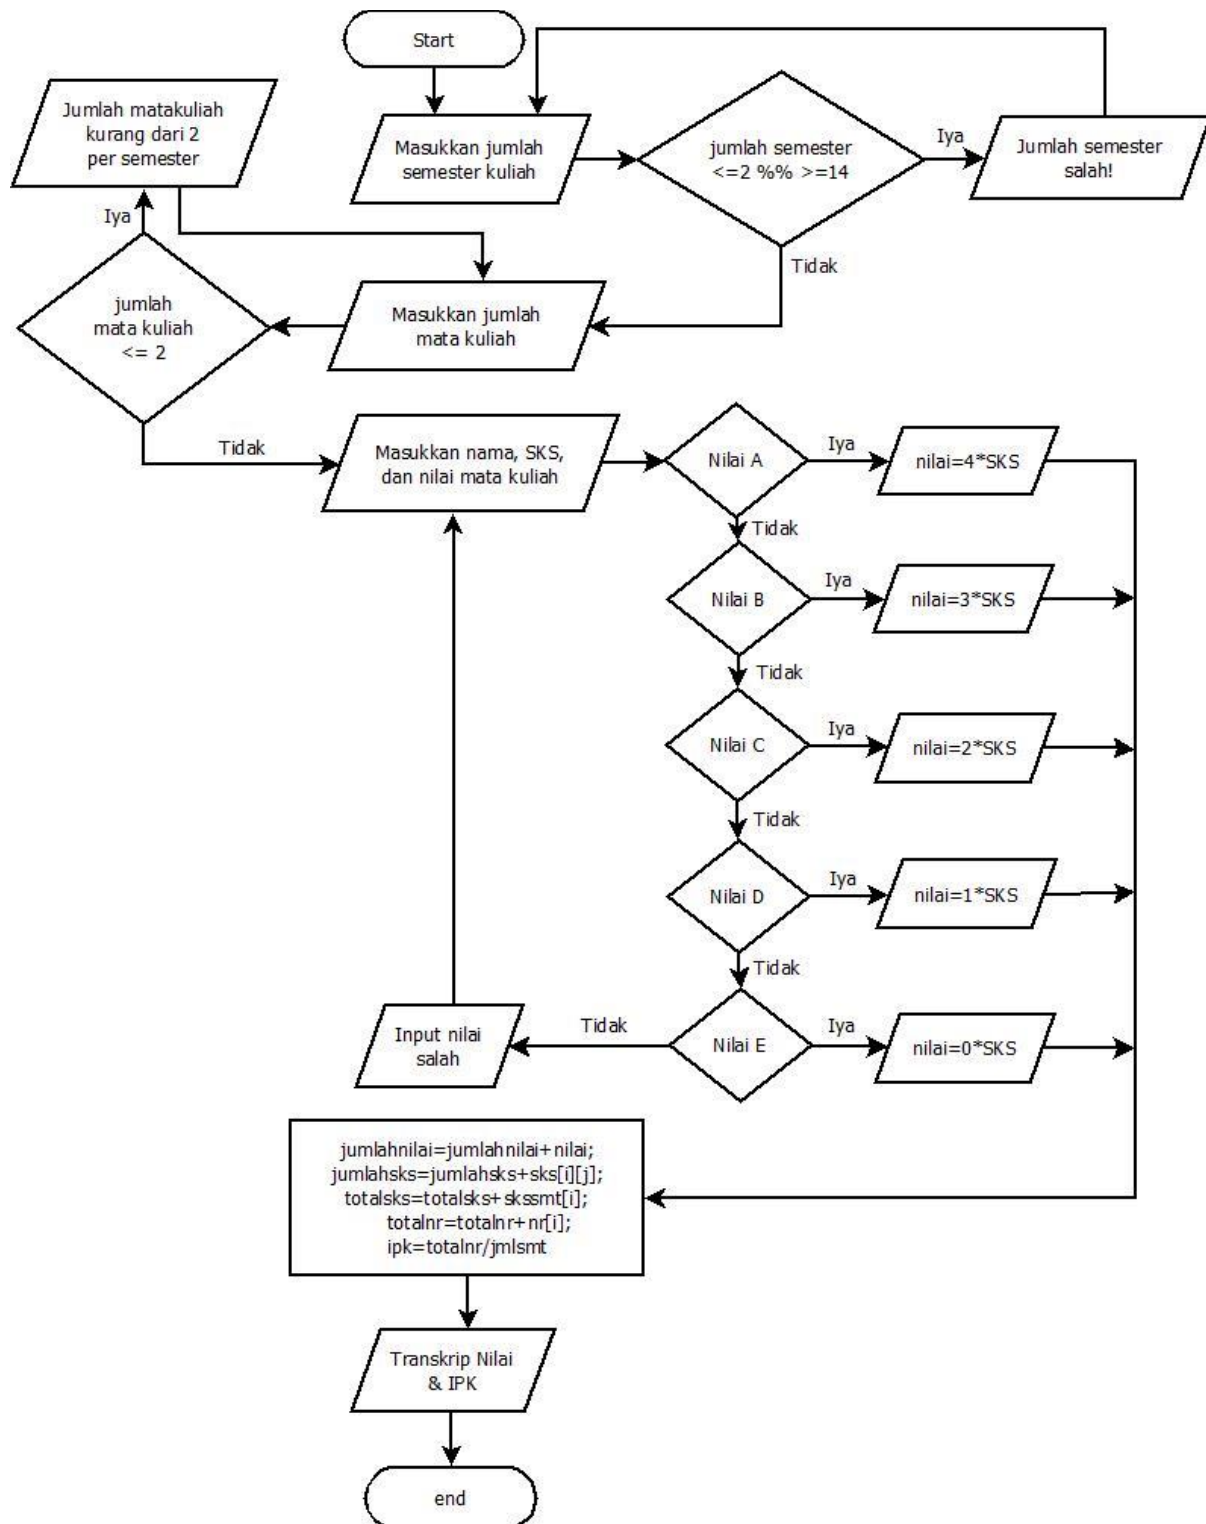 Start
Masukkan jumlah
semester kuliah
jumlah semester
<=2 %% >=14
Iya
Jumlah semester
salah!
Tidak
Masukkan jumlah
mata kuliah
jumlah
mata kuliah
<= 2
Iya
Jumlah matakuliah
kurang dari 2
per semester
Tidak
Masukkan nama, SKS,
dan nilai mata kuliah
Nilai A
Iya
nilai=4*SKS
Tidak
Nilai B
Iya
nilai=3*SKS
Tidak
Nilai C
Iya
nilai=2*SKS
Tidak
Nilai D
Iya
nilai=1*SKS
Tidak
Nilai E
Iya
nilai=0*SKS
Tidak
Input nilai
salah
jumlahnilai=jumlahnilai+nilai;
jumlahsks=jumlahsks+sks[i][j];
totalsks=totalsks+skssmt[i];
totalnr=totalnr+nr[i];
ipk=totalnr/jmlsmt
Transkrip Nilai
& IPK
end